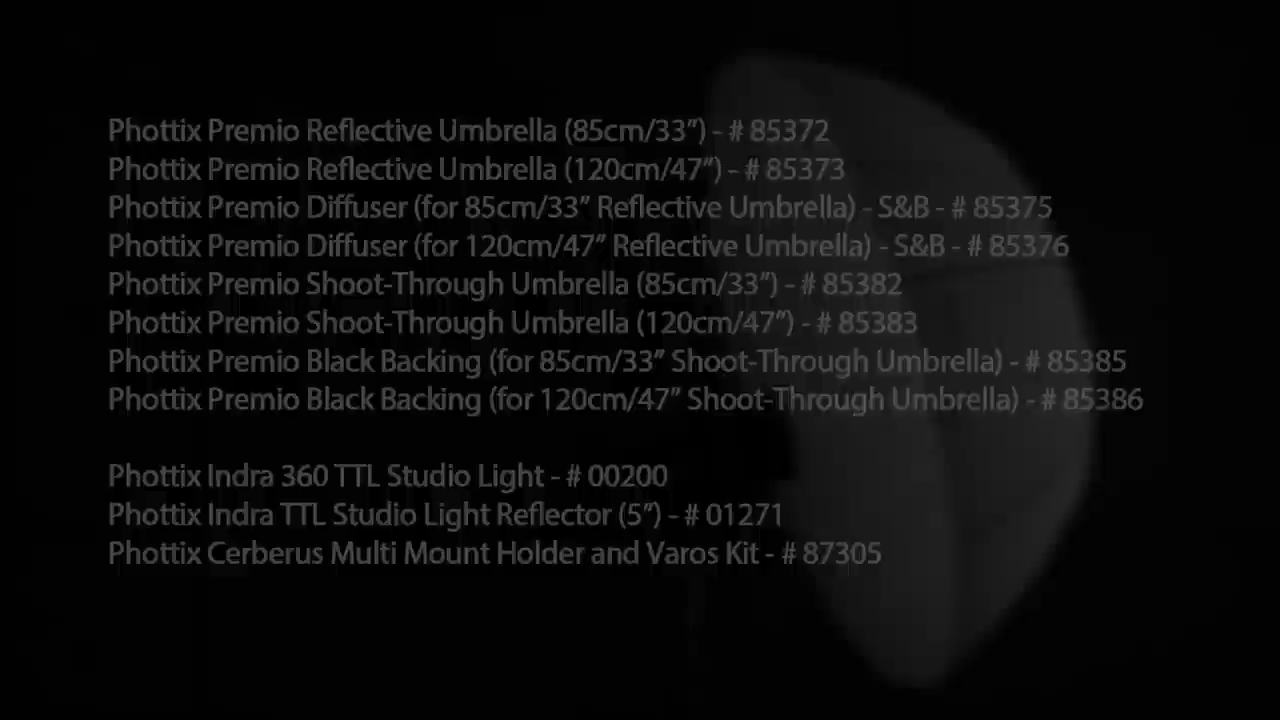 Phottix Premio Reflective Umbrella (85cm/33”) - # 85372
Phottix Premio Reflective Umbrella (120cm/47”) - # 85373
Phottix Premio Diffuser (for 85cm/33” Reflective Umbrella) - S&B - # 85375
Phottix Premio Diffuser (for 120cm/47” Reflective Umbrella) - S&B - # 85376
Phottix Premio Shoot-Through Umbrella (85cm/33”) - # 85382
Phottix Premio Shoot-Through Umbrella (120cm/47”) - # 85383
Phottix Premio Black Backing (for 85cm/33” Shoot-Through Umbrella) - # 85385
Phottix Premio Black Backing (for 120cm/47” Shoot-Through Umbrella) - # 85386
Phottix Indra 360 TTL Studio Light - # 00200
Phottix Indra TTL Studio Light Reflector (5”) - # 01271
Phottix Cerberus Multi Mount Holder and Varos Kit - # 87305